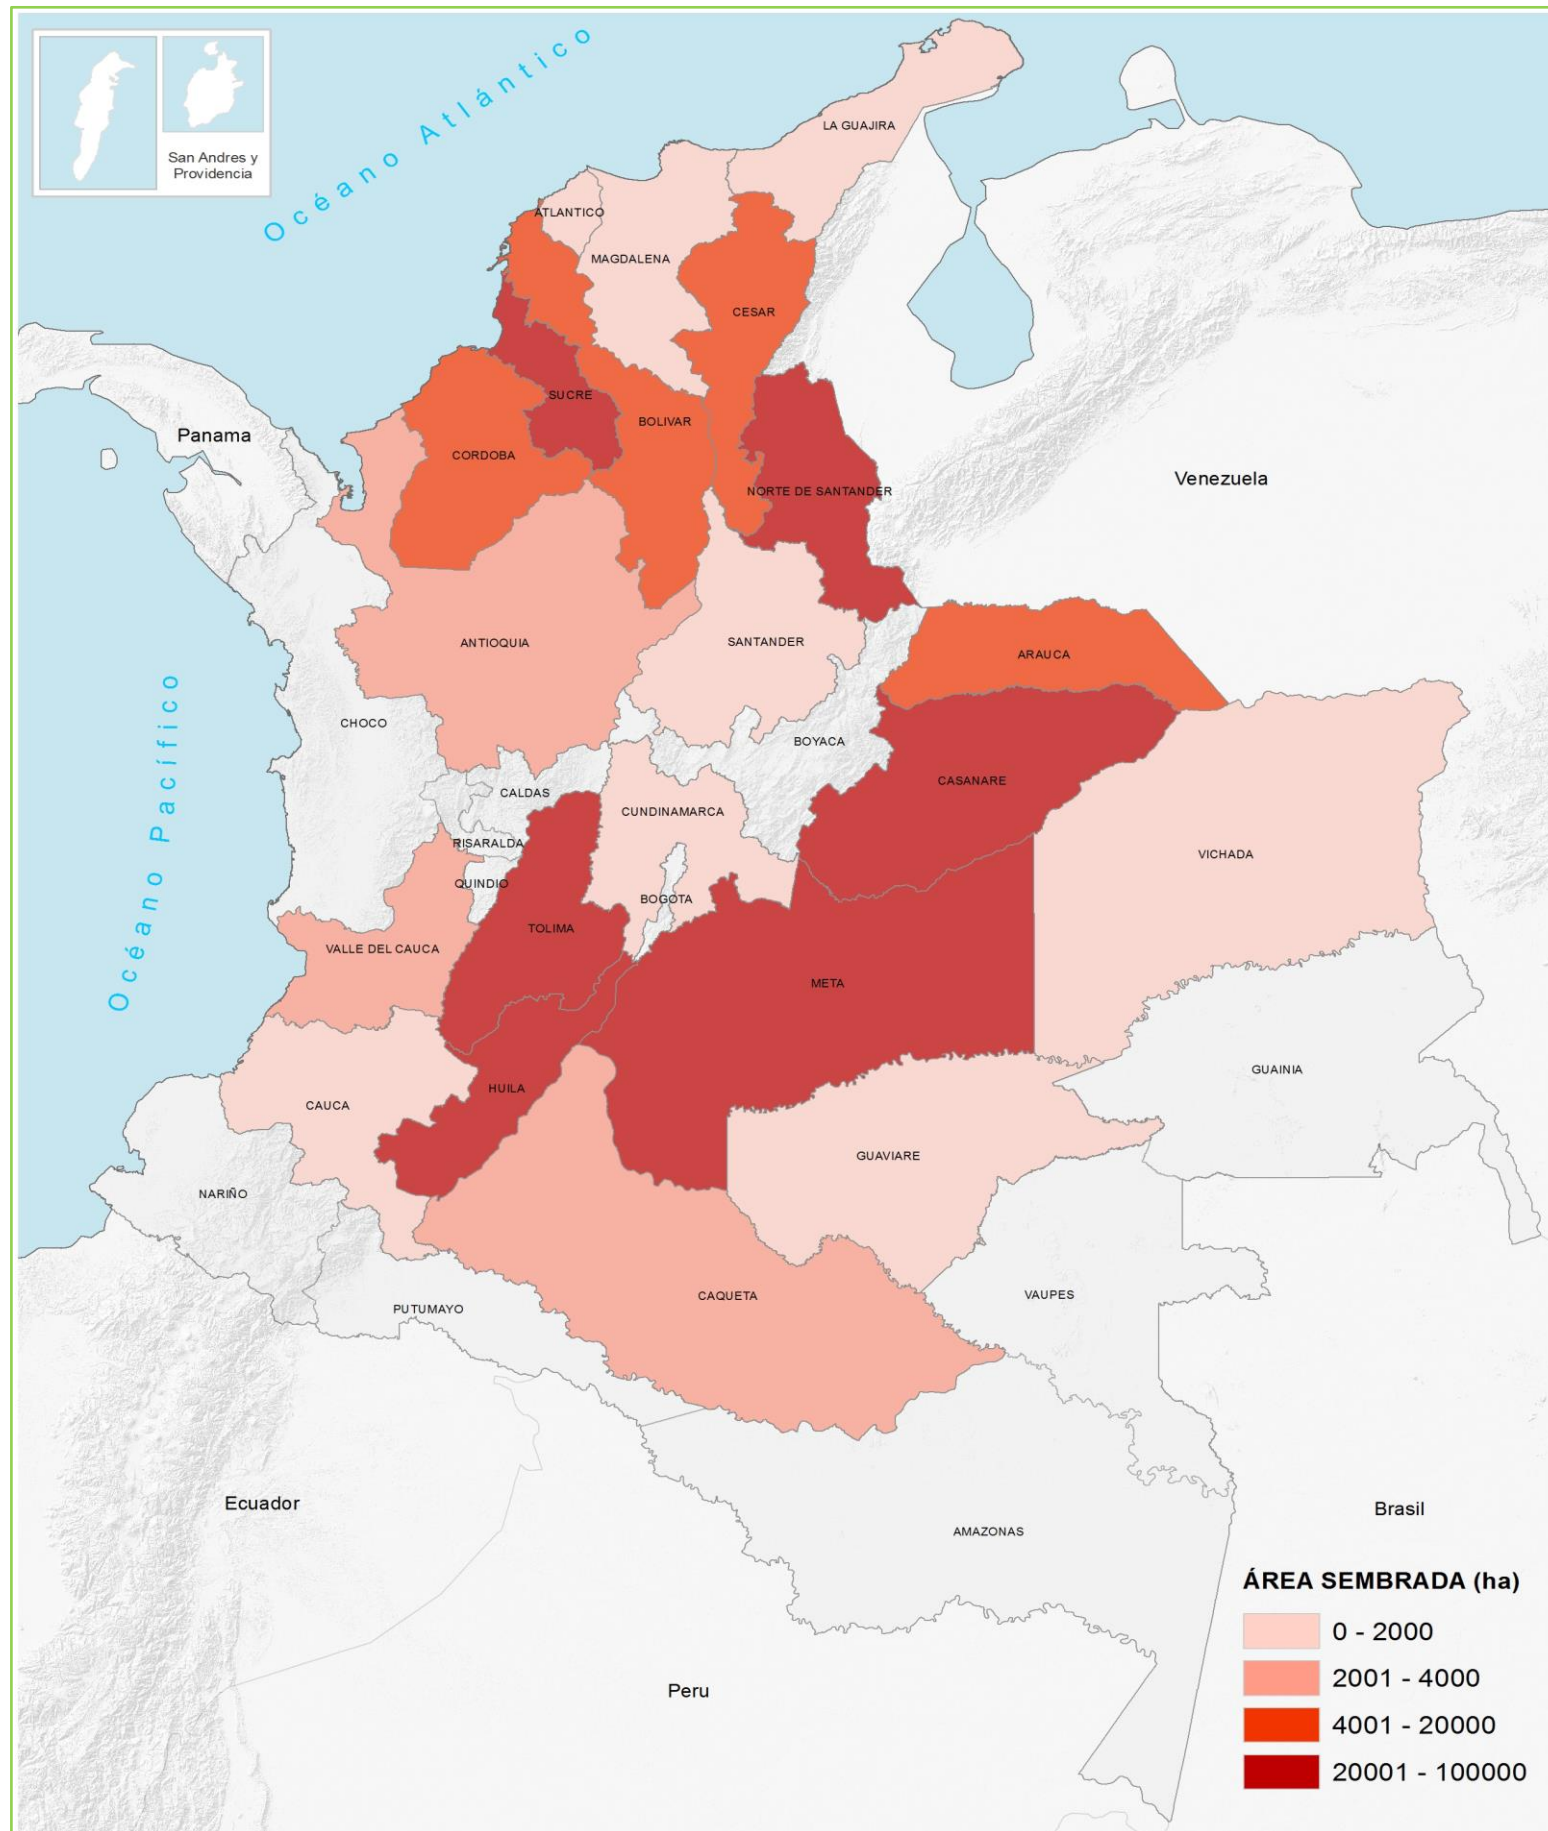 San Andres y
Providencia
Océano Atlántico
LA GUAJIRA
ATLANTICO
MAGDALENA
CESAR
SUCRE
BOLIVAR
Panama
CORDOBA
Venezuela
NORTE DE SANTANDER
ANTIOQUIA
SANTANDER
ARAUCA
Océano Pacífico
CHOCO
BOYACA
CASANARE
CALDAS
CUNDINAMARCA
RISARALDA
VICHADA
QUINDIO
BOGOTA
TOLIMA
VALLE DEL CAUCA
META
GUAINIA
HUILA
CAUCA
GUAVIARE
NARIÑO
VAUPES
CAQUETA
PUTUMAYO
Ecuador
Brasil
AMAZONAS
Peru
ÁREA SEMBRADA (ha)
0 - 2000
2001 - 4000
4001 - 20000
20001 - 100000